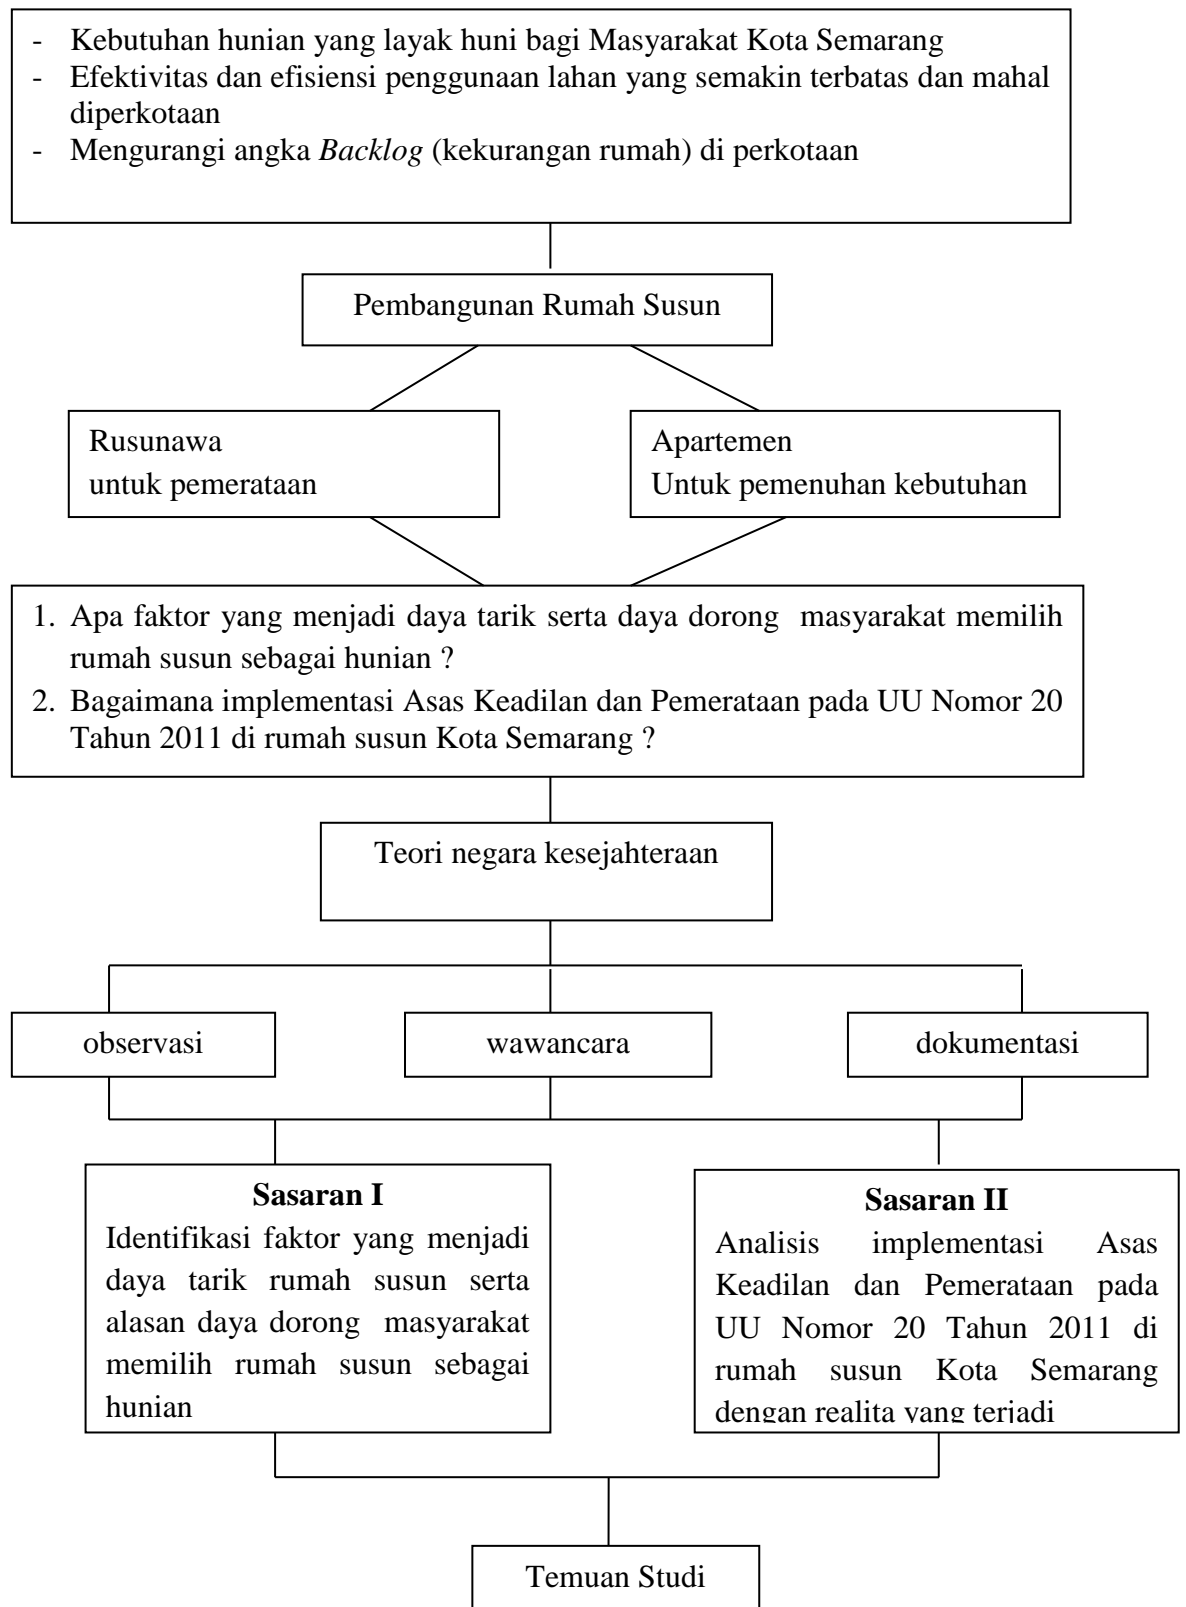 - Kebutuhan hunian yang layak huni bagi Masyarakat Kota Semarang
- Efektivitas dan efisiensi penggunaan lahan yang semakin terbatas dan mahal
diperkotaan
- Mengurangi angka Backlog (kekurangan rumah) di perkotaan
Pembangunan Rumah Susun
Rusunawa
untuk pemerataan
Apartemen
Untuk pemenuhan kebutuhan
1. Apa faktor yang menjadi daya tarik serta daya dorong masyarakat memilih
rumah susun sebagai hunian ?
2. Bagaimana implementasi Asas Keadilan dan Pemerataan pada UU Nomor 20
Tahun 2011 di rumah susun Kota Semarang ?
Teori negara kesejahteraan
observasi
wawancara
dokumentasi
Sasaran I
Identifikasi faktor yang menjadi
daya tarik rumah susun serta
alasan daya dorong masyarakat
memilih rumah susun sebagai
hunian
Sasaran II
Analisis implementasi Asas
Keadilan dan Pemerataan pada
UU Nomor 20 Tahun 2011 di
rumah susun Kota Semarang
dengan realita yang terjadi
Temuan Studi